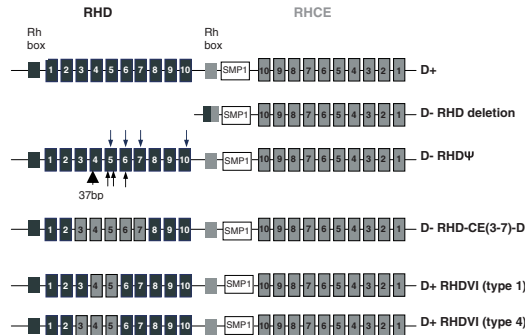 RHD RHCE
Rh box Rh box
1 2 3 4 5 6 7 8 9 10 SMP1 10 9 8 7 6 5 4 3 2 1 D+
SMP1 10 9 8 7 6 5 4 3 2 1 D- RHD deletion
1 2 3 4 5 6 7 8 9 10 SMP1 10 9 8 7 6 5 4 3 2 1 D- RHDΨ
37bp
1 2 3 4 5 6 7 8 9 10 SMP1 10 9 8 7 6 5 4 3 2 1 D- RHD-CE(3-7)-D
1 2 3 4 5 6 7 8 9 10 SMP1 10 9 8 7 6 5 4 3 2 1 D+ RHDVI (type 1)
1 2 3 4 5 6 7 8 9 10 SMP1 10 9 8 7 6 5 4 3 2 1 D+ RHDVI (type 4)